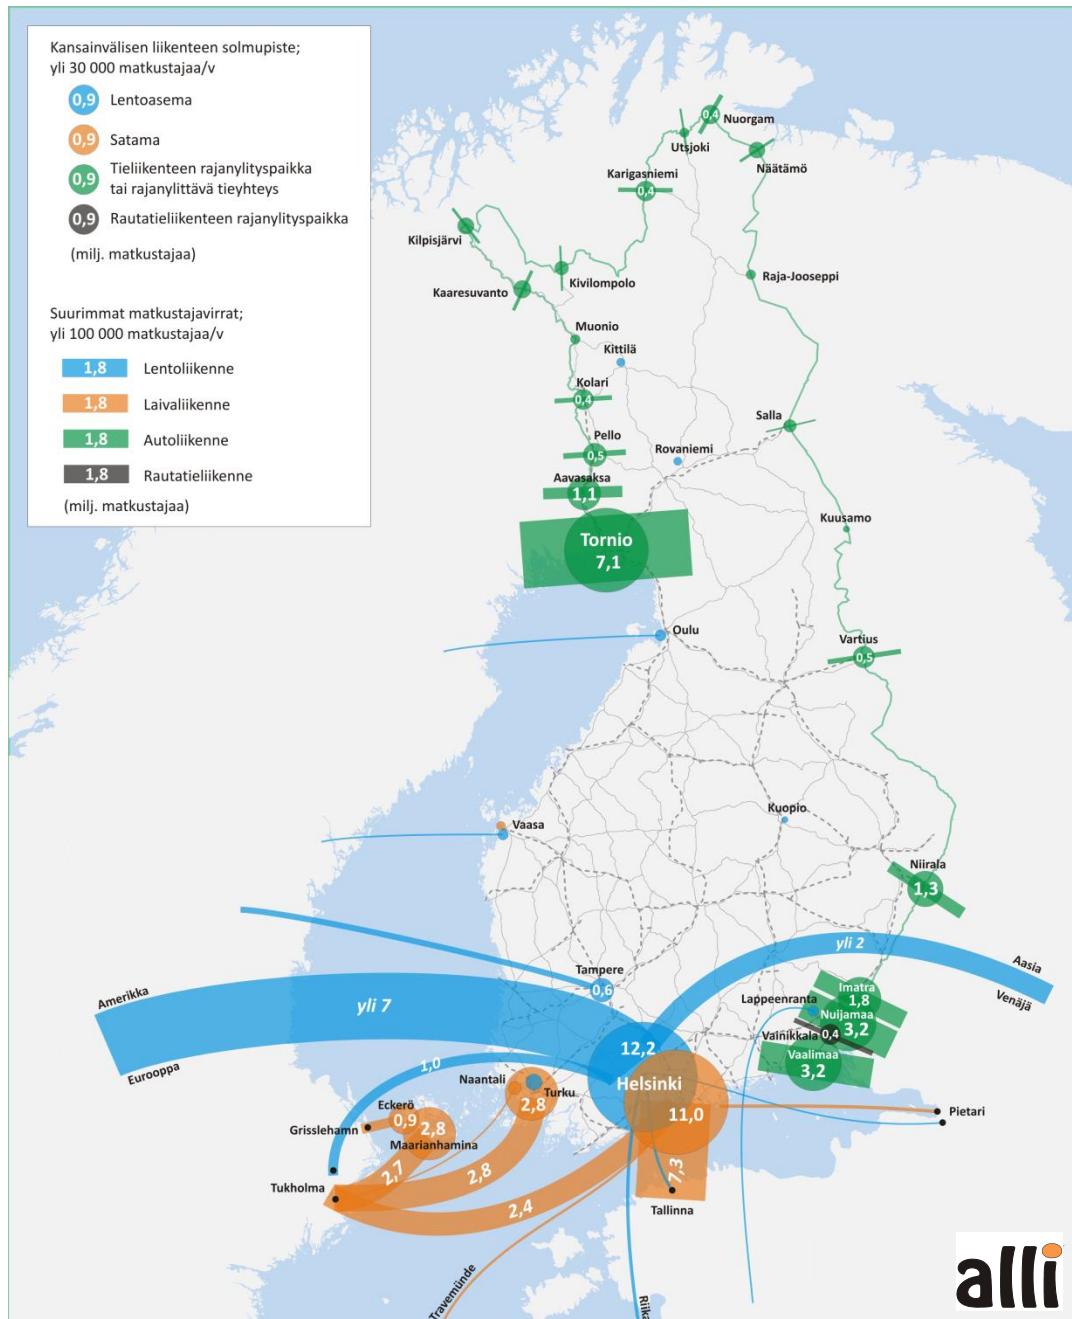 Kansainvälisen liikenteen solmupiste;
yli 30 000 matkustajaa/v
0,9 Lentoasema
0,9 Satama
0,9 Tieliikenteen rajanylityspaikka
tai rajanylittävä tieyhteys
0,9 Rautatieliikenteen rajanylityspaikka
(milj. matkustajaa)
Suurimmat matkustajavirrat;
yli 100 000 matkustajaa/v
1,8 Lentoliikenne
1,8 Laivaliikenne
1,8 Autoliikenne
1,8 Rautatieliikenne
(milj. matkustajaa)
0,4 Nuorgam
Utsjoki
Näätämö
Karigasniemi
0,4
Kilpisjärvi
Kivilompolo
Raja-Jooseppi
Kaaresuvanto
Muonio
Kittilä
Kolari
0,4
Salla
Pello
0,5
Rovaniemi
Aavasaksa
1,1
Kuusamo
Tornio
7,1
Oulu
Vartius
0,5
Kuopio
Vaasa
Niirala
1,3
yli 2
Aasia
Venäjä
Tampere
0,6
Imatra
1,8
Lappeenranta
Nuijamaa
3,2
Vainikkala 0,4
Vaalimaa
3,2
Amerikka
yli 7
Eurooppa
12,2
Helsinki
11,0
1,0
Naantali
Turku
2,8
Eckerö
0,9
Grisslehamn
2,8
Maarianhamina
Pietari
2,7
2,8
7,3
Tukholma
2,4
Tallinna
Travemünde
Riika
alli